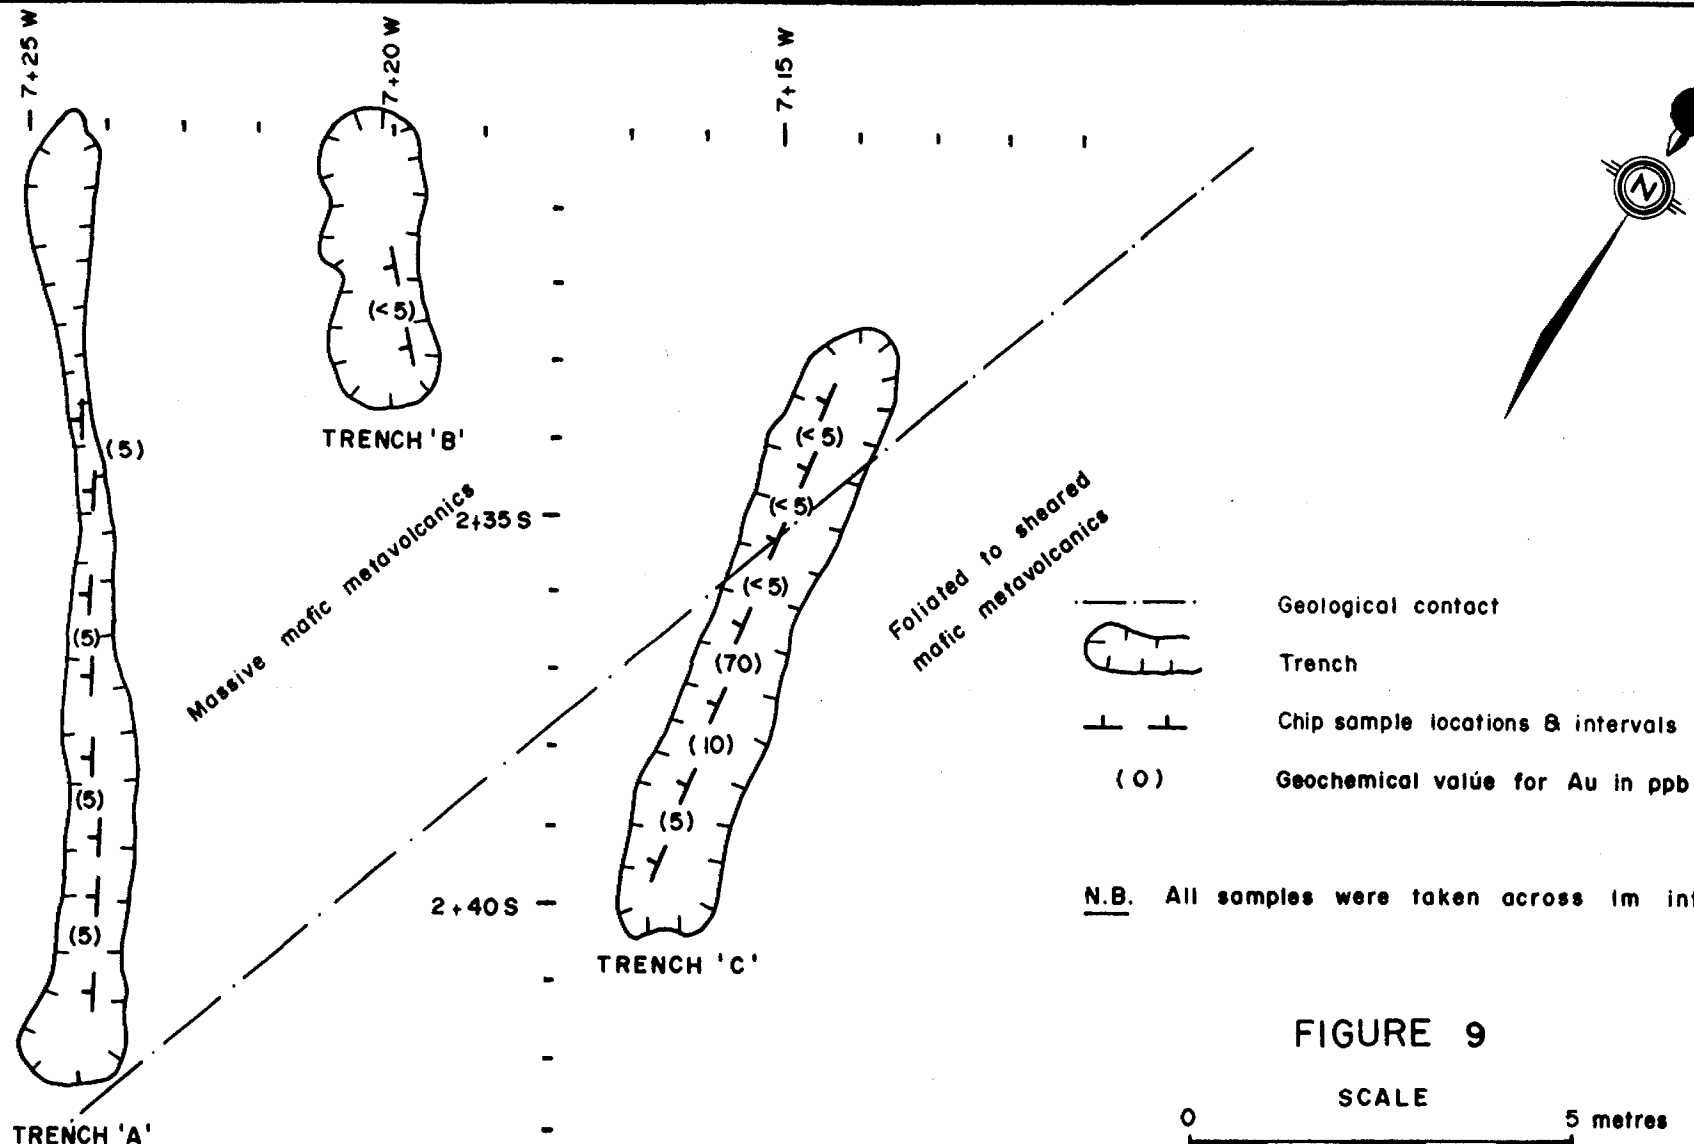 7+25 W
7+20 W
7+15 W
N
(<5)
TRENCH 'B'
(5)
(<5)
Massive mafic metavolcanics
2+35 S
(<5)
Foliated to sheared
mafic metavolcanics
(<5)
(5)
(70)
(10)
(5)
(5)
(5)
2+40 S
TRENCH 'C'
TRENCH 'A'
Geological contact
Trench
Chip sample locations & intervals
(0) Geochemical value for Au in ppb
N.B. All samples were taken across 1m
FIGURE 9
SCALE
0 5 metres